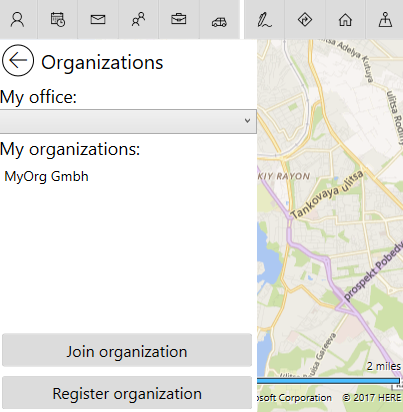 Organizations
My office:
My organizations:
MyOrg Gmbh
Join organization
Register organization
ulitsa Adelya Kutuya
ulitsa Rodiny
KIY RAYON
Tankovaya ulitsa
prospekt Pobedy
ulitsa Gareeva
2 miles
osoft Corporation © 2017 HERE